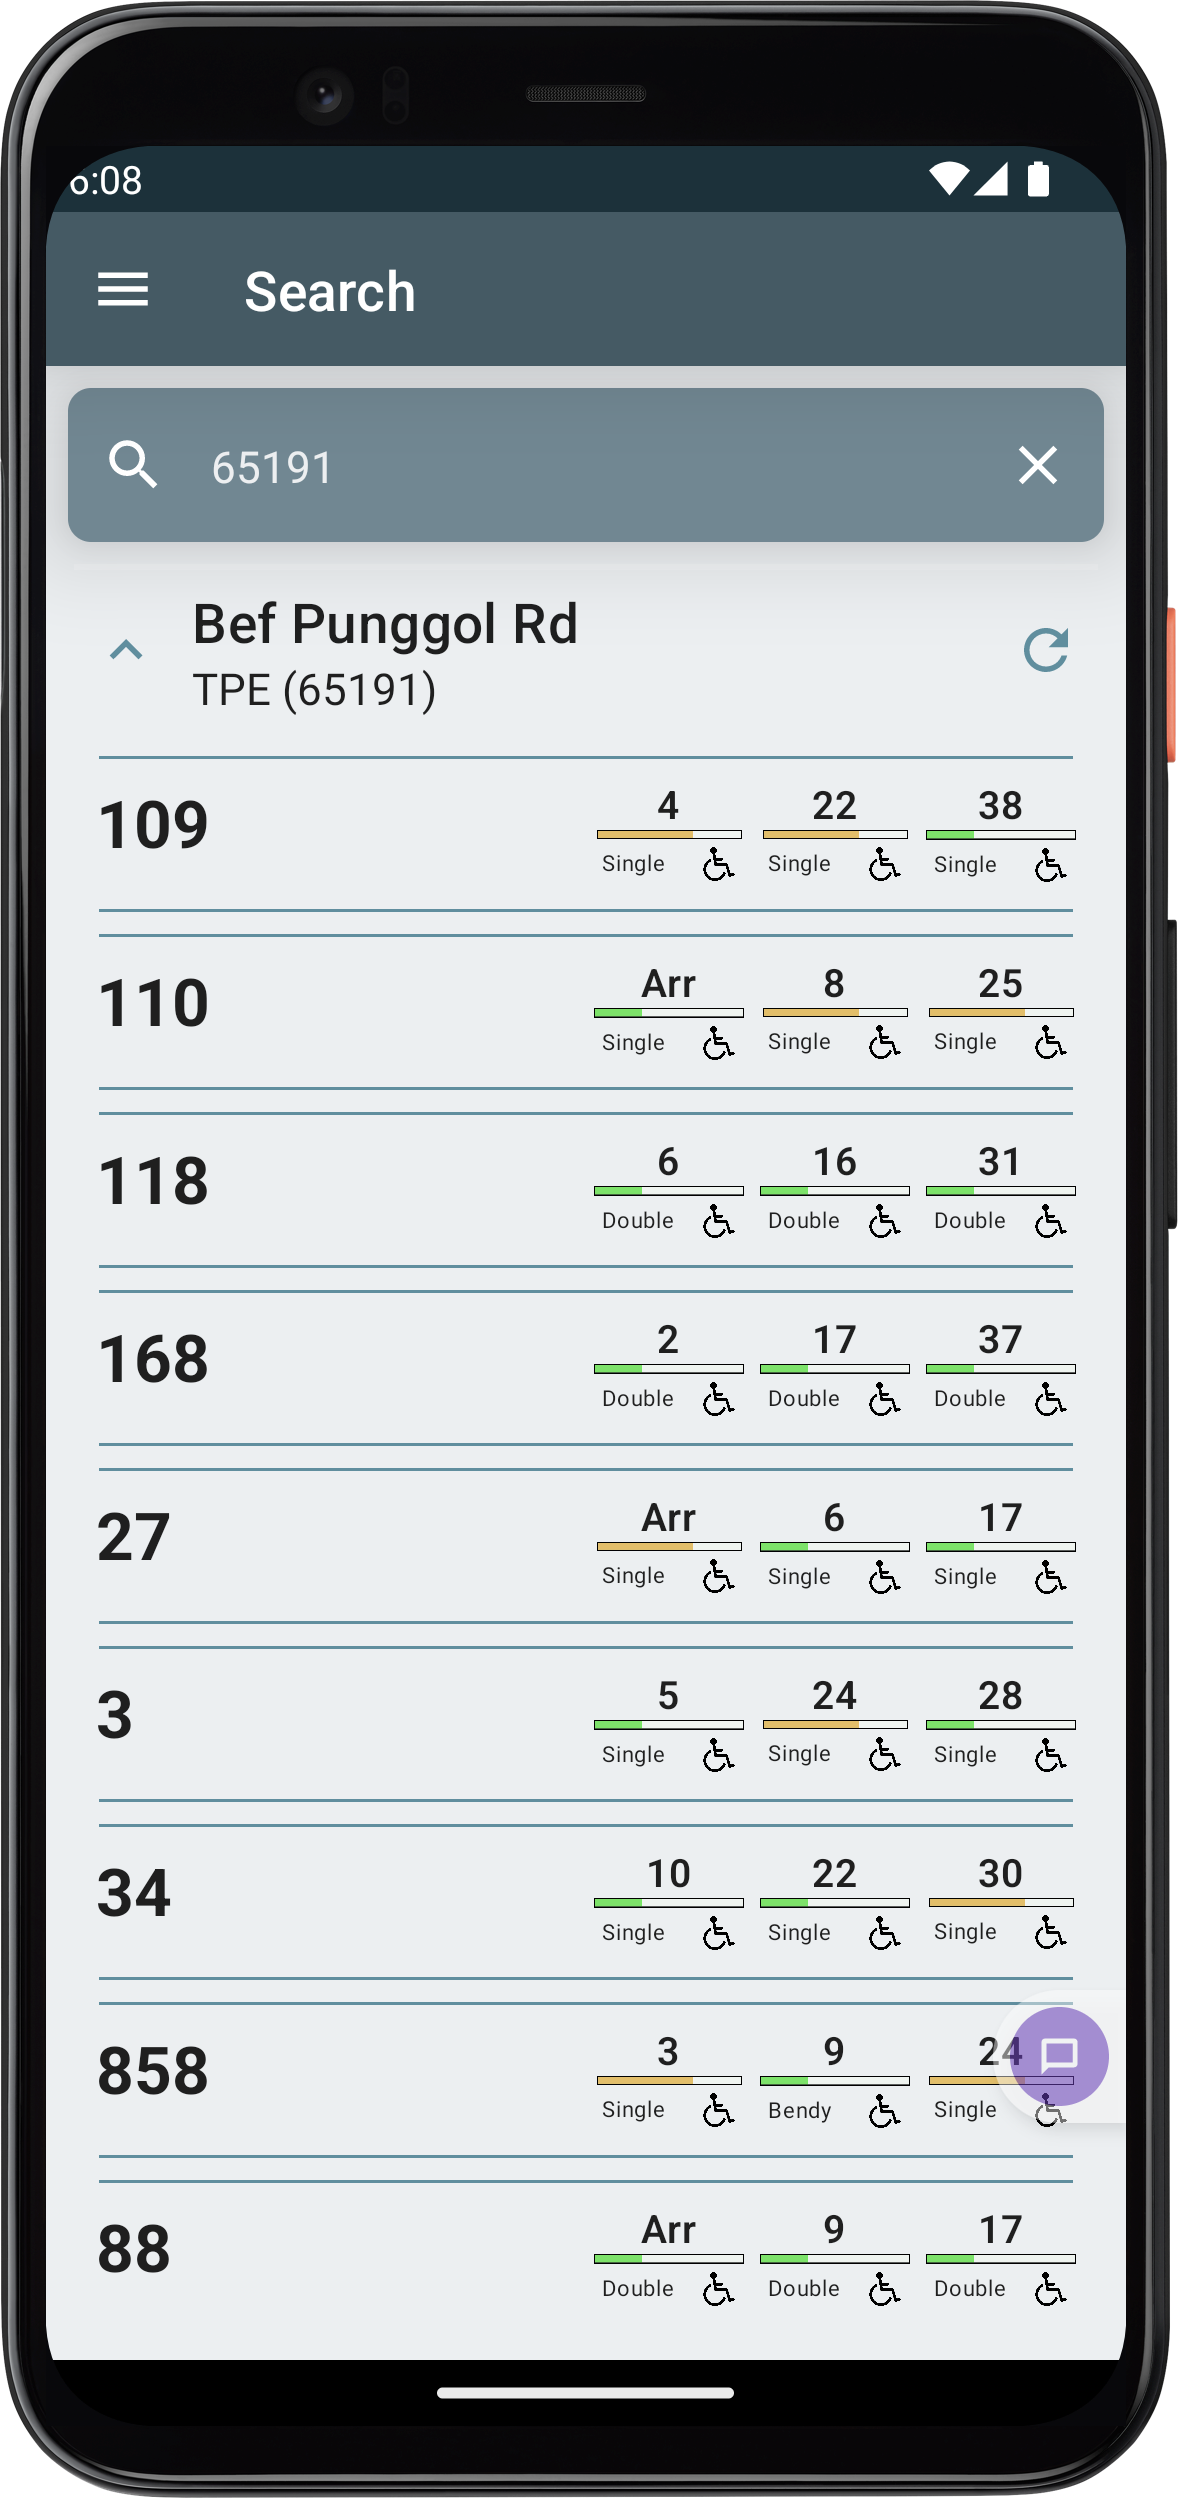 6:08
Search
65191
Bef Punggol Rd
TPE (65191)
109
4 22 38
Single Single Single
110
Arr 8 25
Single Single Single
118
6 16 31
Double Double Double
168
2 17 37
Double Double Double
27
Arr 6 17
Single Single Single
3
5 24 28
Single Single Single
34
10 22 30
Single Single Single
858
3 9 24
Single Bendy Single
88
Arr 9 17
Double Double Double